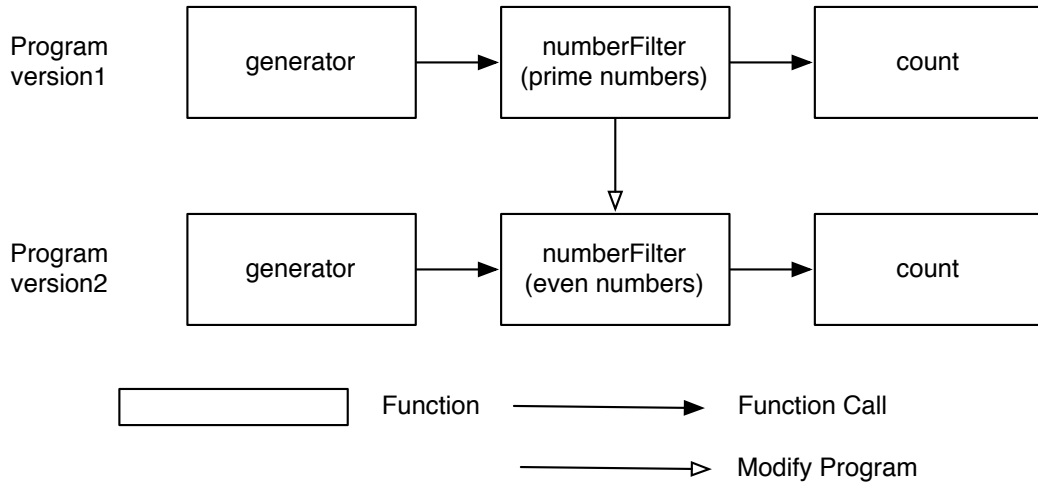 Program
version1
generator
numberFilter
(prime numbers)
count
Program
version2
generator
numberFilter
(even numbers)
count
Function
Function Call
Modify Program